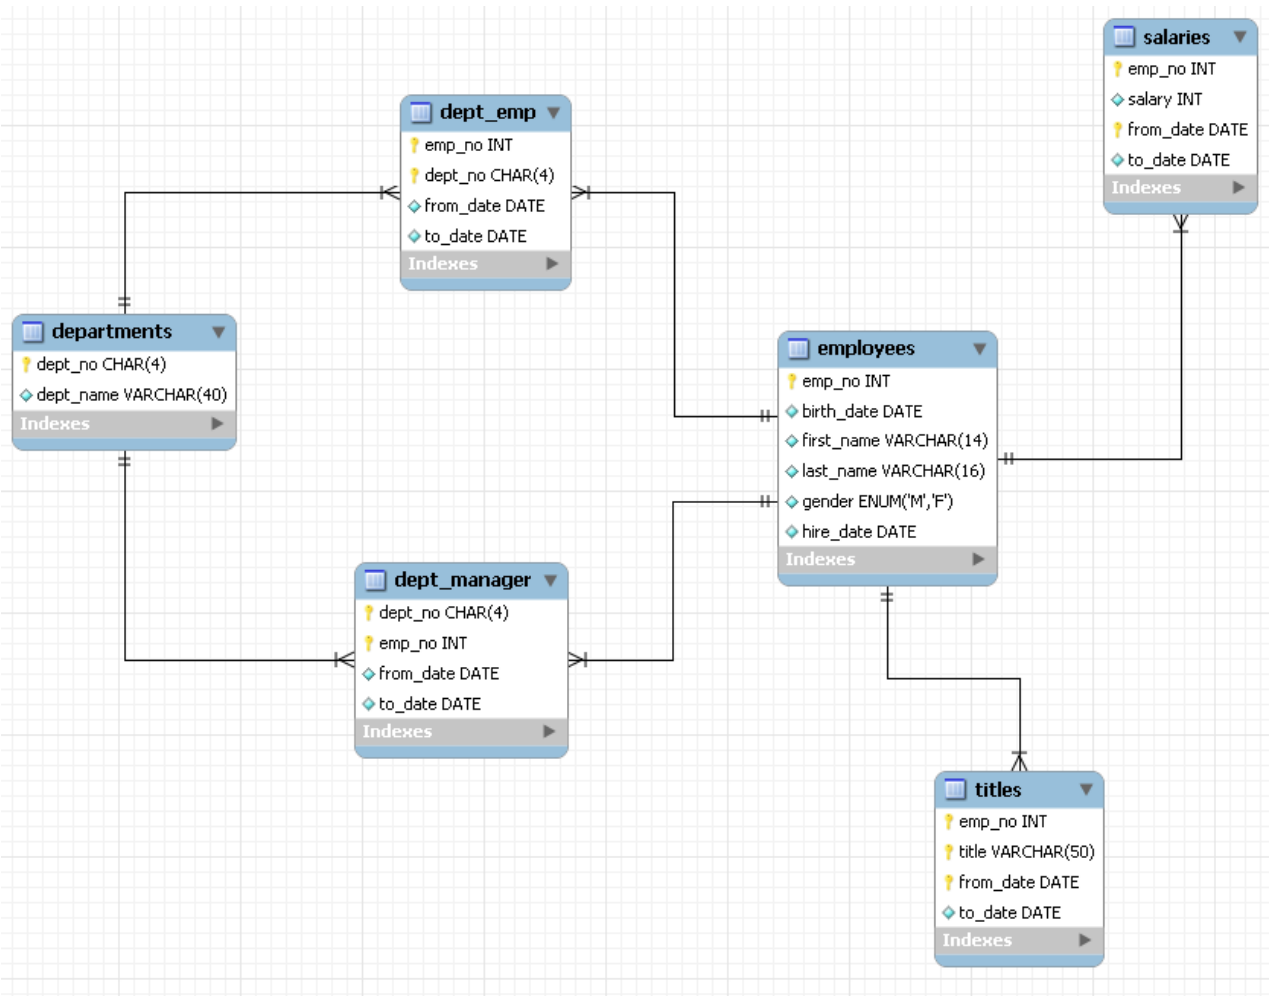 salaries
emp_no INT
salary INT
from_date DATE
to_date DATE
Indexes
dept_emp
emp_no INT
dept_no CHAR(4)
from_date DATE
to_date DATE
Indexes
departments
dept_no CHAR(4)
dept_name VARCHAR(40)
Indexes
employees
emp_no INT
birth_date DATE
first_name VARCHAR(14)
last_name VARCHAR(16)
gender ENUM('M','F')
hire_date DATE
Indexes
dept_manager
dept_no CHAR(4)
emp_no INT
from_date DATE
to_date DATE
Indexes
titles
emp_no INT
title VARCHAR(50)
from_date DATE
to_date DATE
Indexes